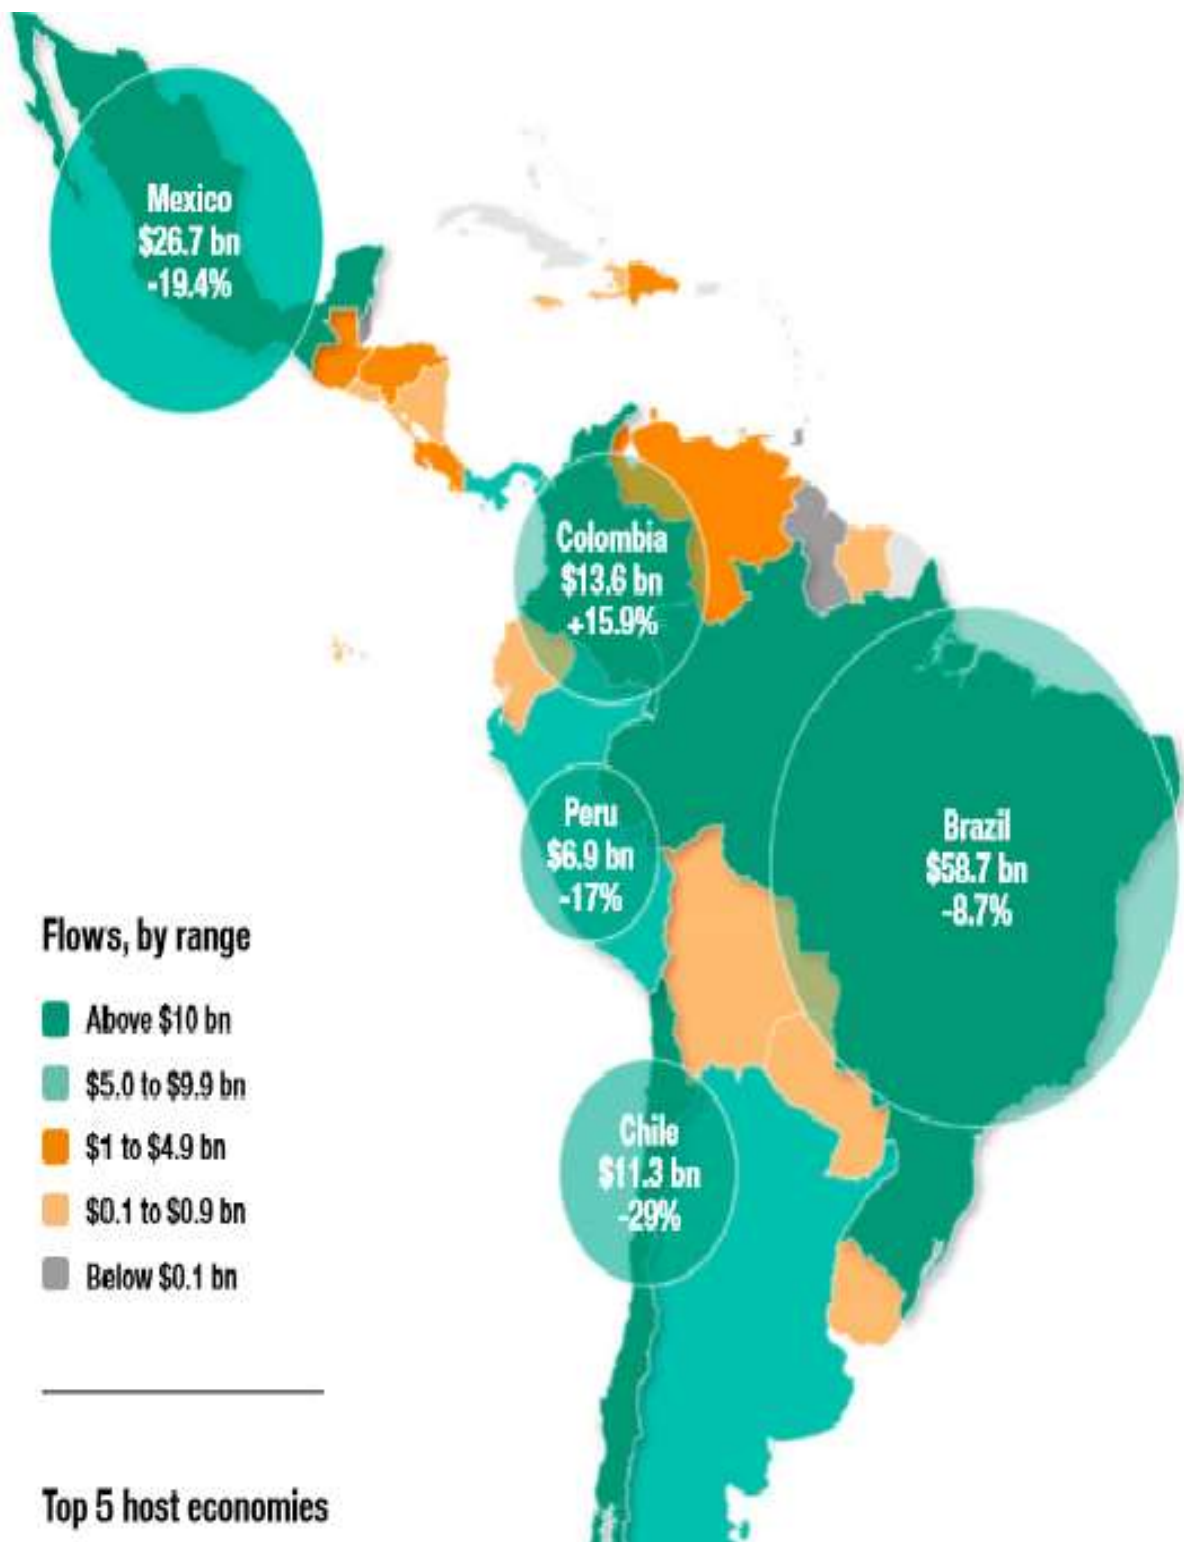 Mexico
$26.7 bn
-19.4%
Colombia
$13.6 bn
+15.9%
Peru
$6.9 bn
-17%
Brazil
$58.7 bn
-8.7%
Chile
$11.3 bn
-29%
Flows, by range
Above $10 bn
$5.0 to $9.9 bn
$1 to $4.9 bn
$0.1 to $0.9 bn
Below $0.1 bn
Top 5 host economies